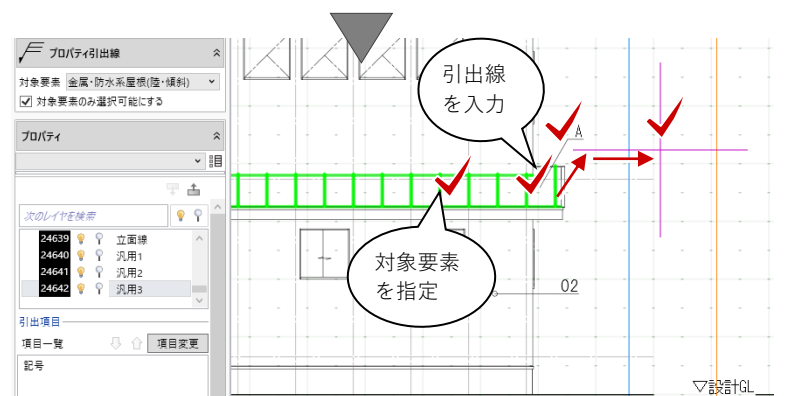 プロパティ引出線
対象要素 金属・防水系屋根(陸・傾斜)
対象要素のみ選択可能にする
プロパティ
次のレイヤを検索
24639 立面線
24640 汎用1
24641 汎用2
24642 汎用3
引出項目
項目一覧 項目変更
記号
引出線
を入力
A
対象要素
を指定
02
▽設計GL